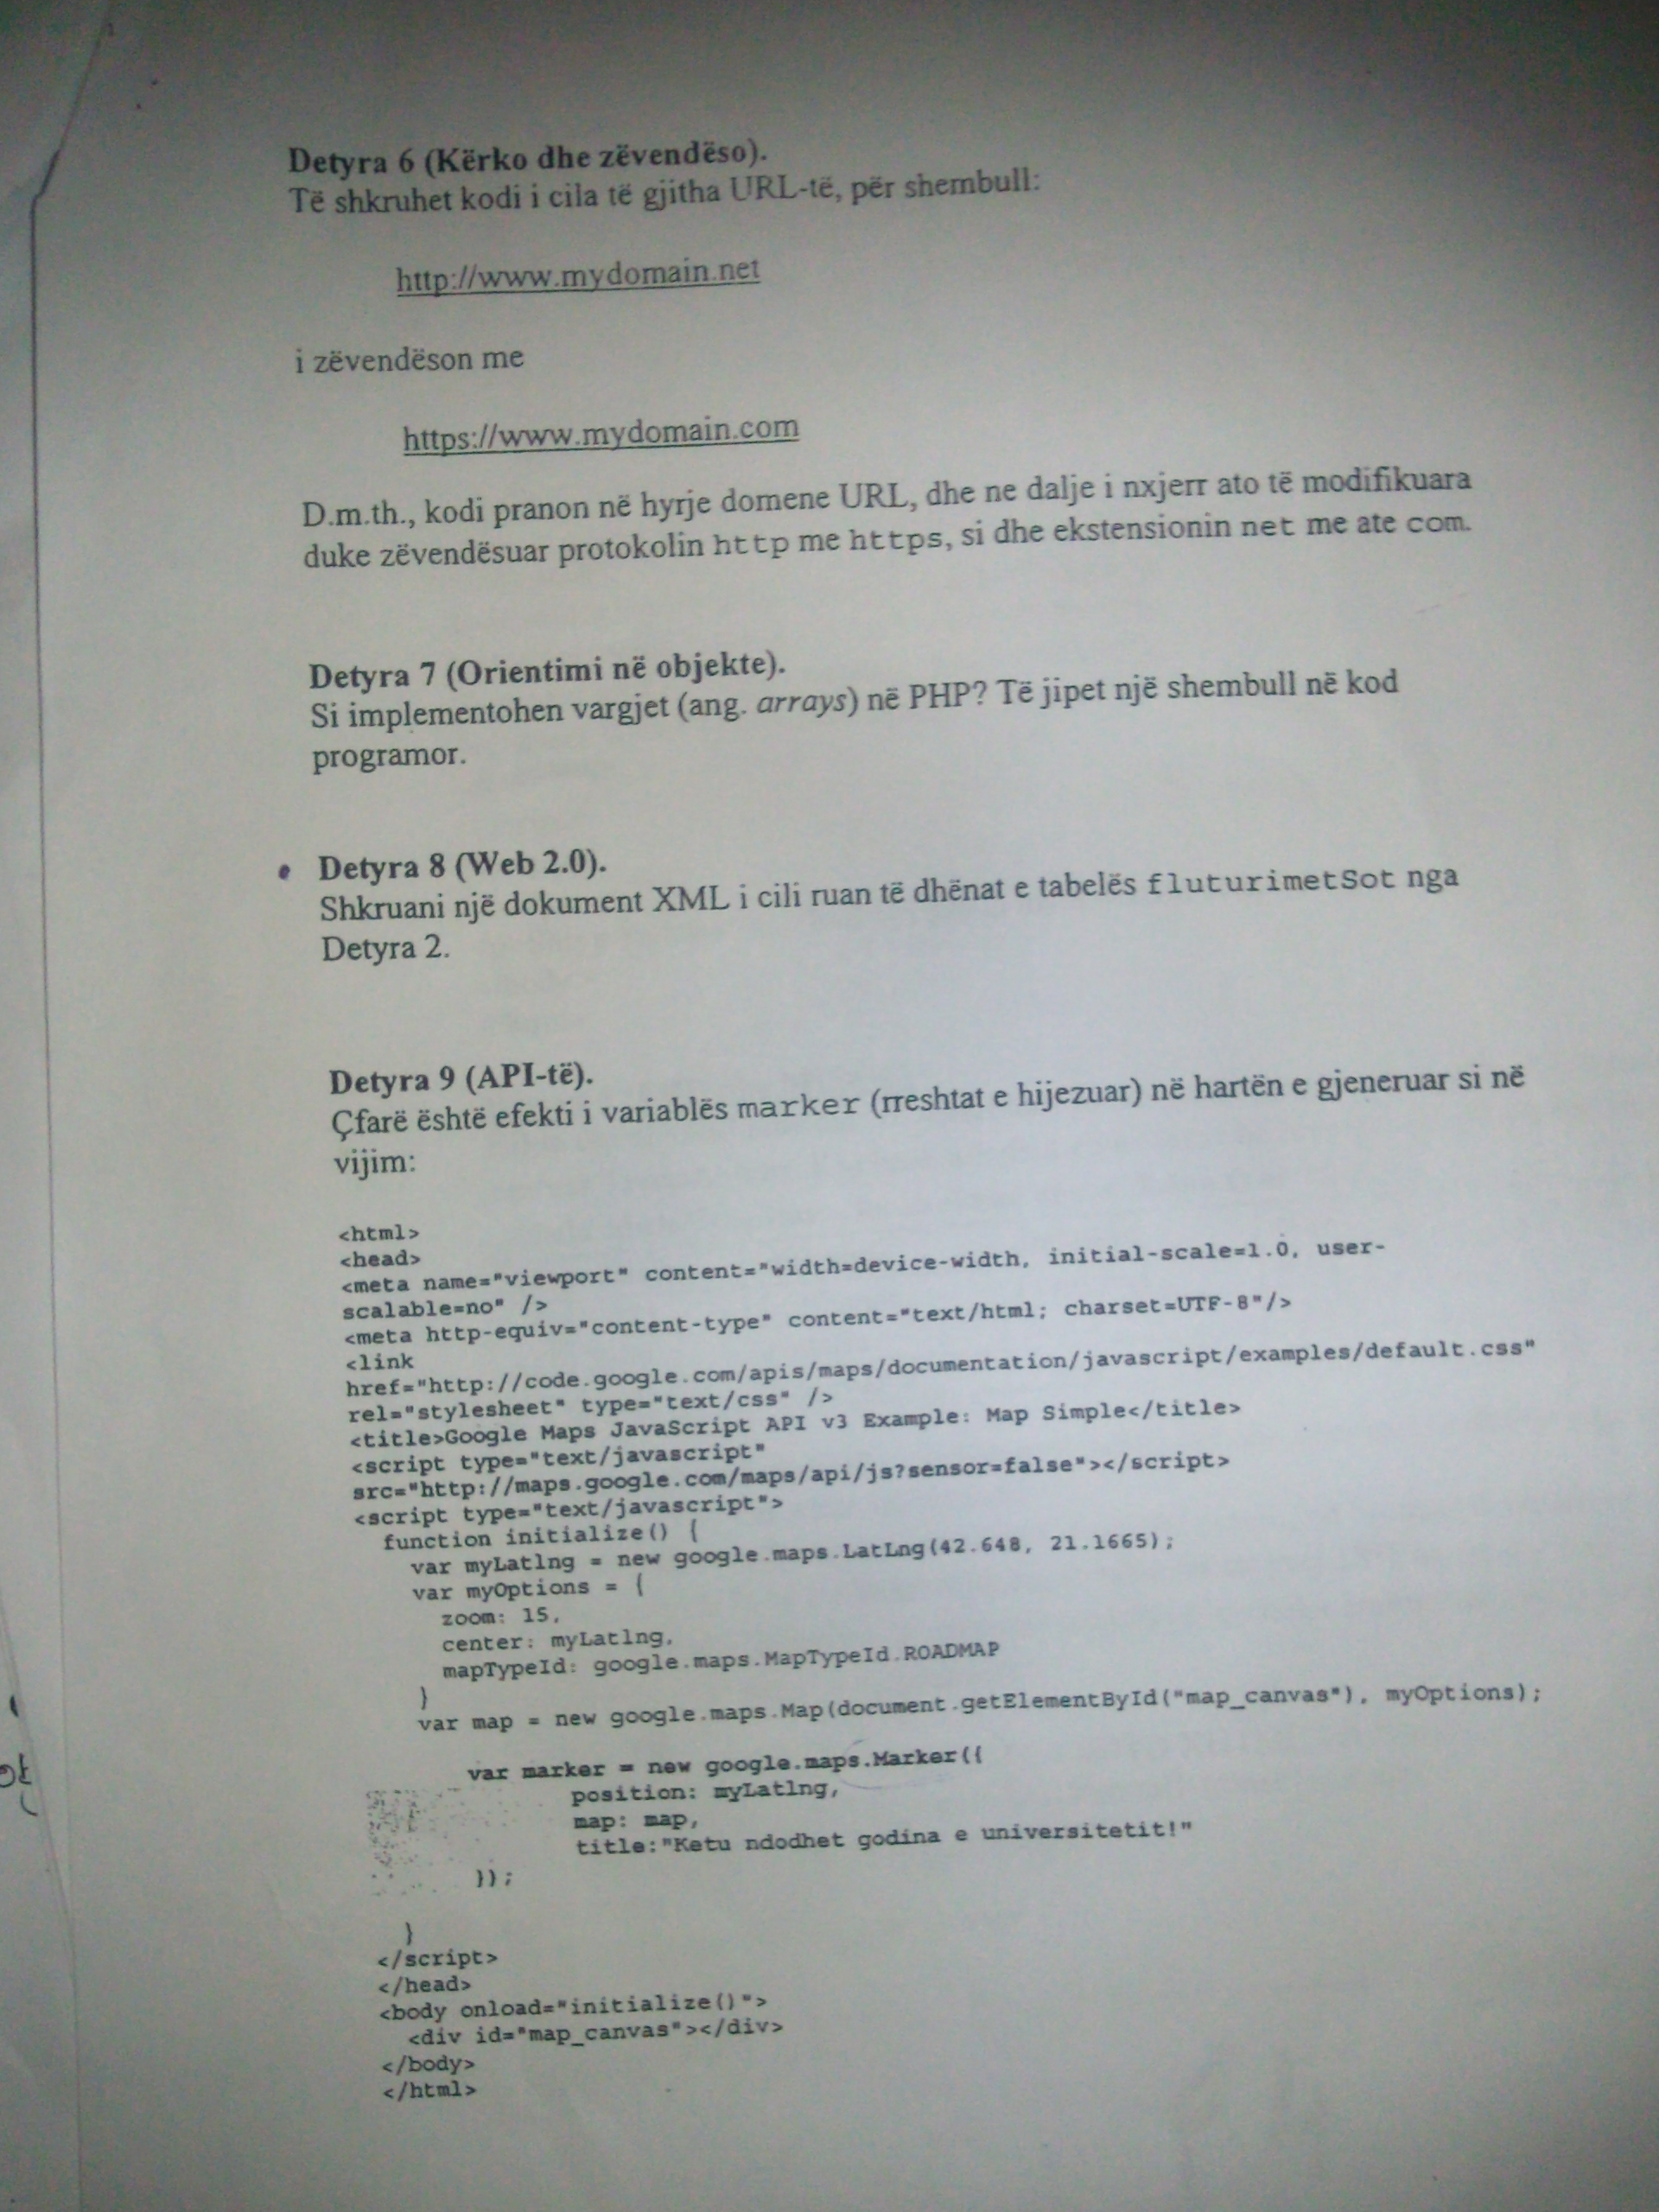 Detyra 6 (Kërko dhe zëvendëso).
Të shkruhet kodi i cila të gjitha URL-të, për shembull:
http://www.mydomain.net
i zëvendëson me
https://www.mydomain.com
D.m.th., kodi pranon në hyrje domene URL, dhe ne dalje i nxjerr ato të modifikuara
duke zëvendësuar protokolin http me https, si dhe ekstensionin net me ate com.
Detyra 7 (Orientimi në objekte).
Si implementohen vargjet (ang. arrays) në PHP? Të jipet një shembull në kod
programor.
• Detyra 8 (Web 2.0).
Shkruani një dokument XML i cili ruan të dhënat e tabelës fluturimetSot nga
Detyra 2.
Detyra 9 (API-të).
Çfarë është efekti i variablës marker (rreshtat e hijezuar) në hartën e gjeneruar si në
vijim:
<html>
<head>
<meta name="viewport" content="width=device-width, initial-scale=1.0, user-
scalable=no" />
<meta http-equiv="content-type" content="text/html; charset=UTF-8"/>
<link
href="http://code.google.com/apis/maps/documentation/javascript/examples/default.css"
rel="stylesheet" type="text/css" />
<title>Google Maps JavaScript API v3 Example: Map Simple</title>
<script type="text/javascript"
src="http://maps.google.com/maps/api/js?sensor=false"></script>
<script type="text/javascript">
function initialize() {
var myLatlng = new google.maps.LatLng(42.648, 21.1665);
var myOptions = {
zoom: 15,
center: myLatlng,
mapTypeId: google.maps.MapTypeId.ROADMAP
}
var map = new google.maps.Map(document.getElementById("map_canvas"), myOptions);
var marker = new google.maps.Marker({
position: myLatlng,
map: map,
title:"Ketu ndodhet godina e universitetit!"
});
}
</script>
</head>
<body onload="initialize()">
<div id="map_canvas"></div>
</body>
</html>